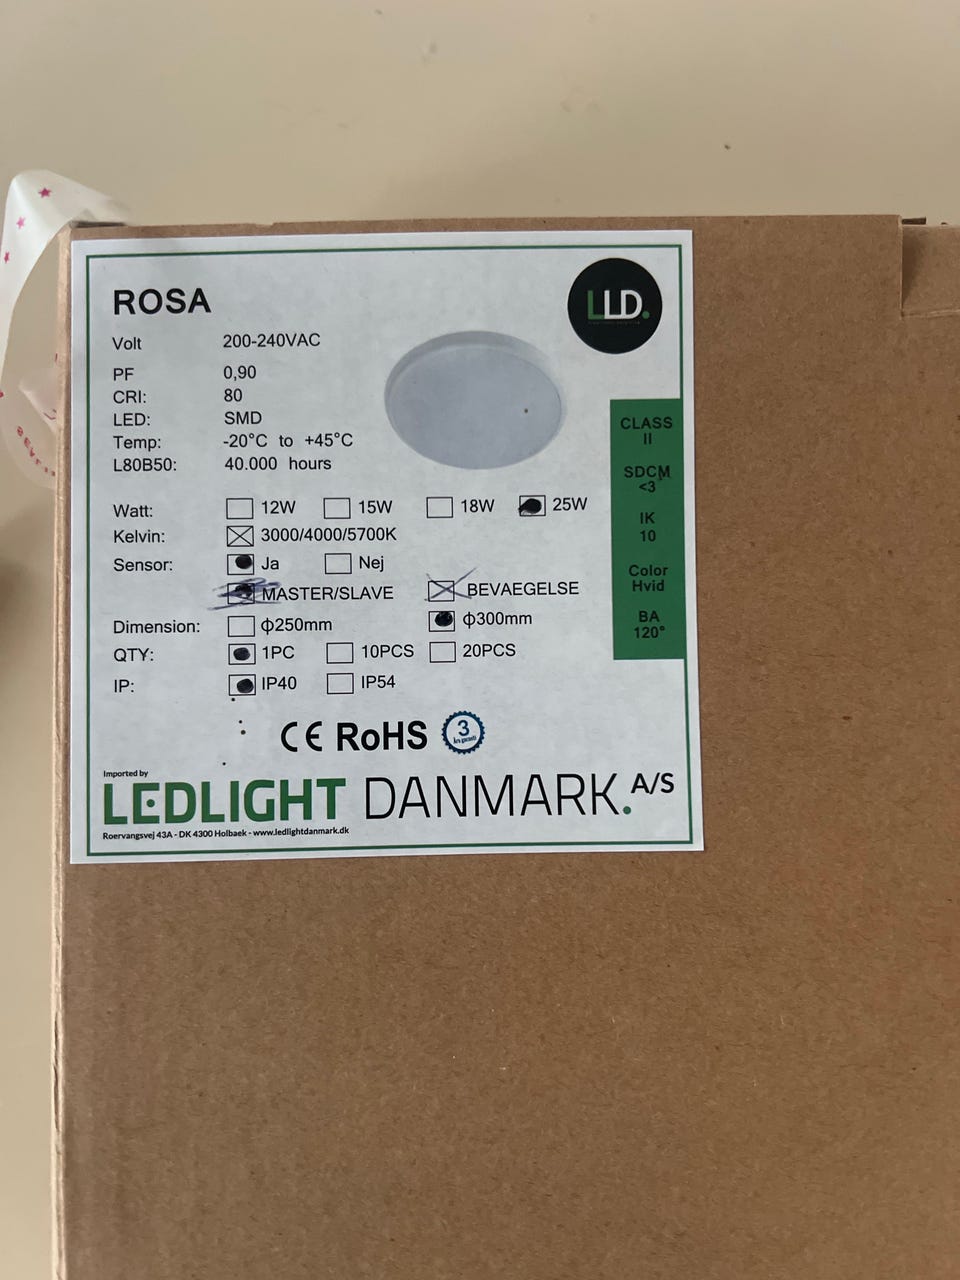 ROSA
LLD.
Volt 200-240VAC
PF 0,90
CRI: 80
LED: SMD
Temp: -20°C to +45°C
L80B50: 40.000 hours
CLASS
II
SDCM
<3
IK
10
Color
Hvid
BA
120°
Watt: 12W 15W 18W 25W
Kelvin: 3000/4000/5700K
Sensor: Ja Nej
MASTER/SLAVE BEVAEGELSE
Dimension: ф250mm ф300mm
QTY: 1PC 10PCS 20PCS
IP: IP40 IP54
CE RoHS 3
Imported by
LEDLIGHT DANMARK. A/S
Roervangsvej 43A - DK 4300 Holbaek - www.ledlightdanmark.dk